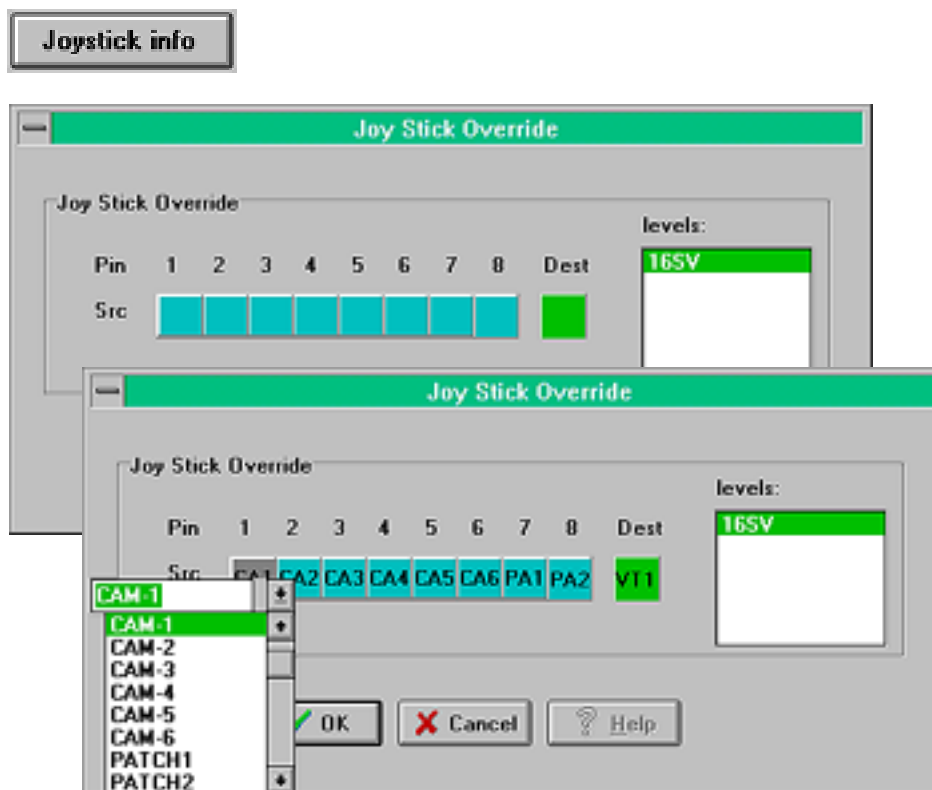 Joystick info
Joy Stick Override
Joy Stick Override
levels:
Pin 1 2 3 4 5 6 7 8 Dest
16SV
Src
Joy Stick Override
Joy Stick Override
levels:
Pin 1 2 3 4 5 6 7 8 Dest
16SV
Src CA1 CA2 CA3 CA4 CA5 CA6 PA1 PA2 VT1
CAM-1
CAM-1
CAM-2
CAM-3
CAM-4
CAM-5
CAM-6
PATCH1
PATCH2
OK Cancel Help